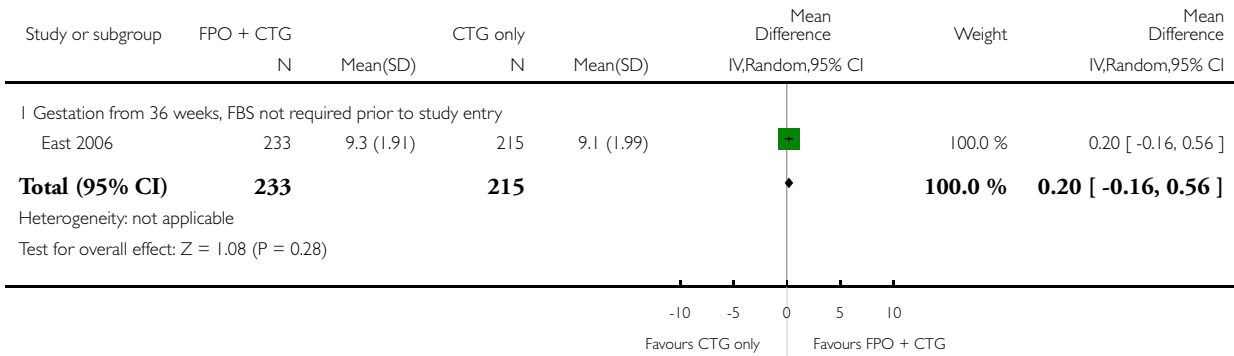 Study or subgroup FPO + CTG CTG only Mean Difference Weight Mean Difference
N Mean(SD) N Mean(SD) IV,Random,95% CI IV,Random,95% CI
1 Gestation from 36 weeks, FBS not required prior to study entry
East 2006 233 9.3 (1.91) 215 9.1 (1.99) 100.0 % 0.20 [ -0.16, 0.56 ]
Total (95% CI) 233 215 100.0 % 0.20 [ -0.16, 0.56 ]
Heterogeneity: not applicable
Test for overall effect: Z = 1.08 (P = 0.28)
-10 -5 0 5 10
Favours CTG only Favours FPO + CTG